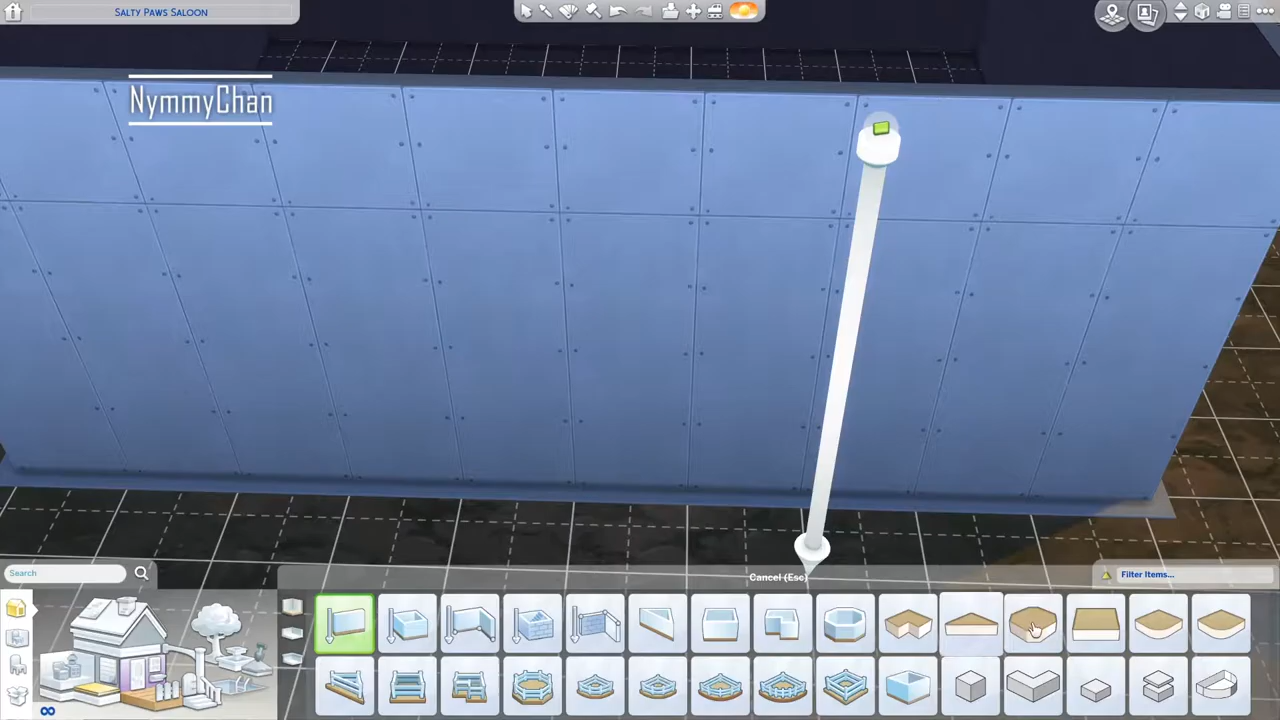 Salty Paws Saloon
NymmyChan
Cancel (Esc)
Search
Filter Items...